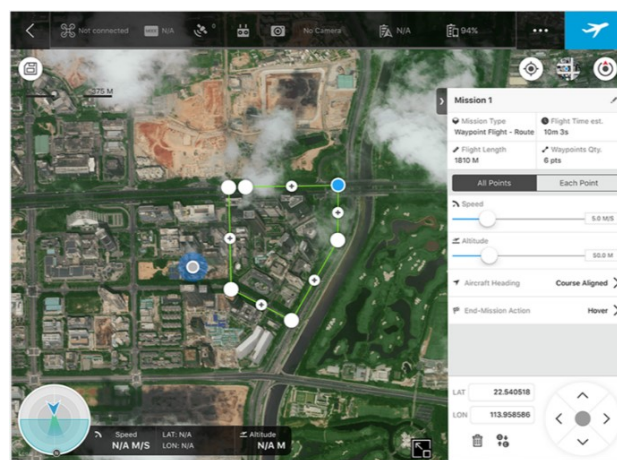 Not connected N/A 0 No Camera N/A 94%
375 M
Mission 1
Mission Type
Waypoint Flight - Route
Flight Time est.
10m 3s
Flight Length
1810 M
Waypoints Qty.
6 pts
All Points Each Point
Speed
5.0 M/S
Altitude
50.0 M
Aircraft Heading Course Aligned
End-Mission Action Hover
LAT 22.540518
LON 113.958586
Speed
N/A M/S
LAT: N/A
LON: N/A
Altitude
N/A M